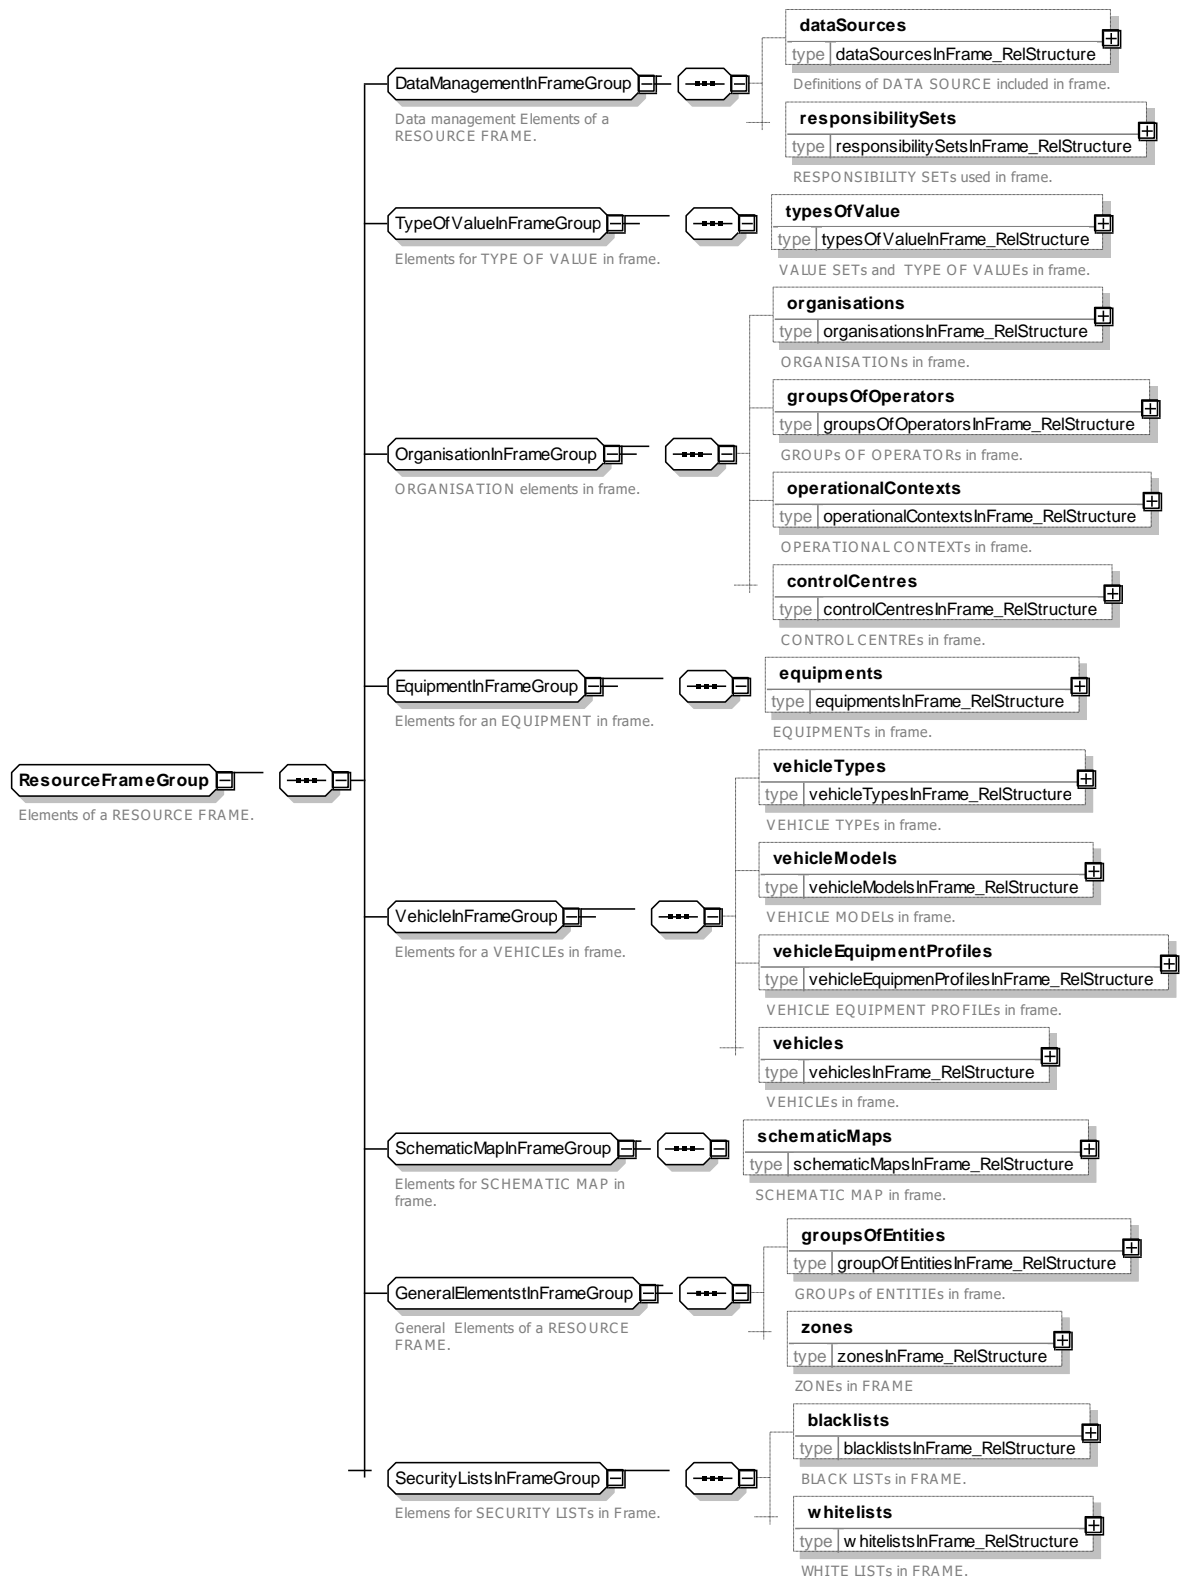 dataSources
type dataSourcesInFrame_RelStructure
Definitions of DATA SOURCE included in frame.
DataManagementInFrameGroup
Data management Elements of a
RESOURCE FRAME.
responsibilitySets
type responsibilitySetsInFrame_RelStructure
RESPONSIBILITY SETs used in frame.
TypeOfValueInFrameGroup
Elements for TYPE OF VALUE in frame.
typesOfValue
type typesOfValueInFrame_RelStructure
VALUE SETs and TYPE OF VALUEs in frame.
organisations
type organisationsInFrame_RelStructure
ORGANISATIONs in frame.
groupsOfOperators
type groupsOfOperatorsInFrame_RelStructure
GROUPs OF OPERATORs in frame.
OrganisationInFrameGroup
ORGANISATION elements in frame.
operationalContexts
type operationalContextsInFrame_RelStructure
OPERATIONAL CONTEXTs in frame.
controlCentres
type controlCentresInFrame_RelStructure
CONTROL CENTREs in frame.
EquipmentInFrameGroup
Elements for an EQUIPMENT in frame.
equipments
type equipmentsInFrame_RelStructure
EQUIPMENTs in frame.
ResourceFrameGroup
Elements of a RESOURCE FRAME.
vehicleTypes
type vehicleTypesInFrame_RelStructure
VEHICLE TYPEs in frame.
vehicleModels
type vehicleModelsInFrame_RelStructure
VEHICLE MODELs in frame.
VehicleInFrameGroup
Elements for a VEHICLEs in frame.
vehicleEquipmentProfiles
type vehicleEquipmenProfilesInFrame_RelStructure
VEHICLE EQUIPMENT PROFILEs in frame.
vehicles
type vehiclesInFrame_RelStructure
VEHICLEs in frame.
SchematicMapInFrameGroup
Elements for SCHEMATIC MAP in
frame.
schematicMaps
type schematicMapsInFrame_RelStructure
SCHEMATIC MAP in frame.
groupsOfEntities
type groupOfEntitiesInFrame_RelStructure
GROUPs of ENTITIEs in frame.
GeneralElementstInFrameGroup
General Elements of a RESOURCE
FRAME.
zones
type zonesInFrame_RelStructure
ZONEs in FRAME
blacklists
type blacklistsInFrame_RelStructure
BLACK LISTs in FRAME.
SecurityListsInFrameGroup
Elemens for SECURITY LISTs in Frame.
whitelists
type whitelistsInFrame_RelStructure
WHITE LISTs in FRAME.